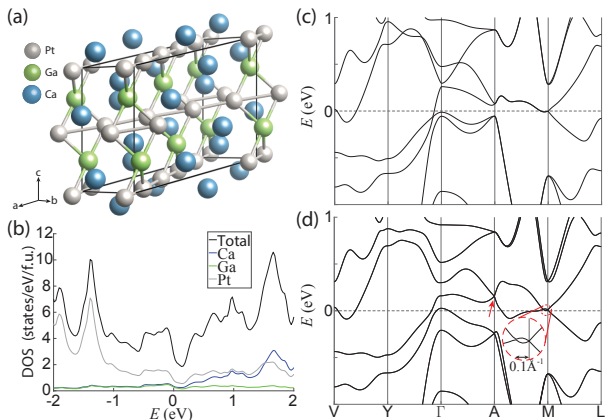 (a)
Pt
Ga
Ca
c
a
b
(b)
DOS (states/eV/f.u.)
12
10
8
6
4
2
0
-2
-1
0
1
2
E (eV)
Total
Ca
Ga
Pt
(c)
E (eV)
1
0
-1
(d)
E (eV)
1
0
0.1Å⁻¹
V
Y
Γ
A
M
L